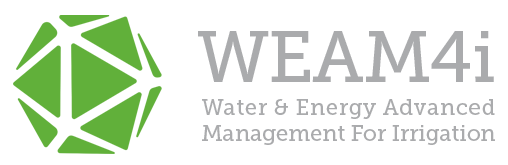 WEAM4i
Water & Energy Advanced
Management For Irrigation